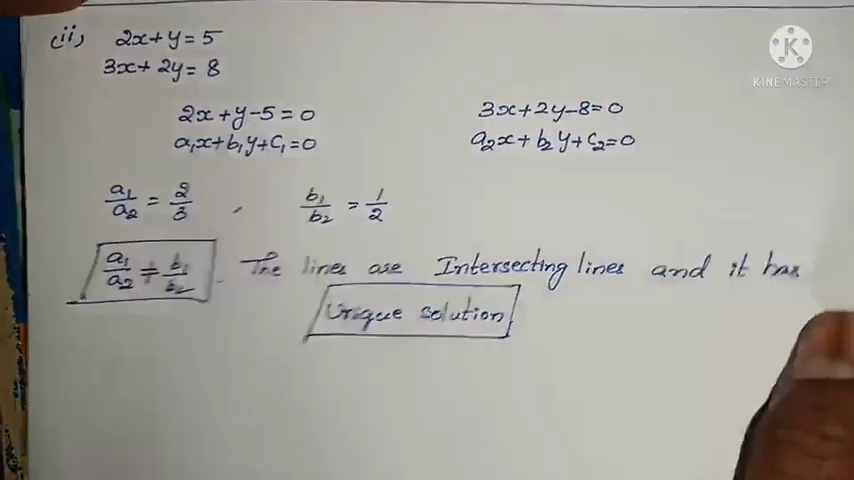 (ii) 2x+y=5
3x+2y=8
2x+y-5=0 3x+2y-8=0
a₁x+b₁y+C₁=0 a₂x+b₂y+C₂=0
a₁/a₂ = 2/3 , b₁/b₂ = 1/2
a₁/a₂ ≠ b₁/b₂ . The lines are Intersecting lines and it has
Unique solution
K
KINEMASTER